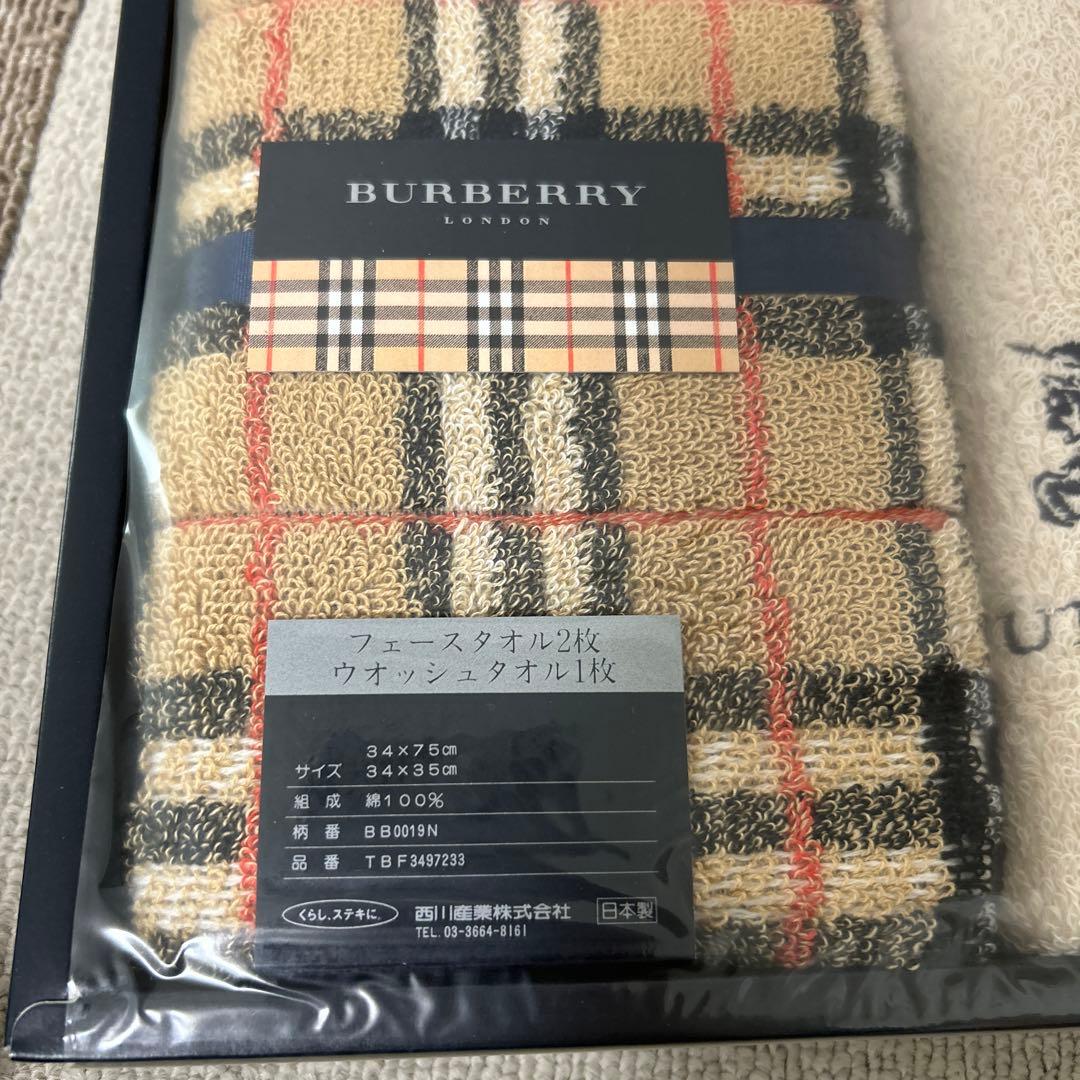 BURBERRY
LONDON
フェースタオル2枚
ウオッシュタオル1枚
34×75㎝
サイズ 34×35㎝
組成 綿100%
柄番 BB0019N
品番 TBF3497233
くらし、ステキに。 西川産業株式会社 日本製
TEL. 03-3664-8161